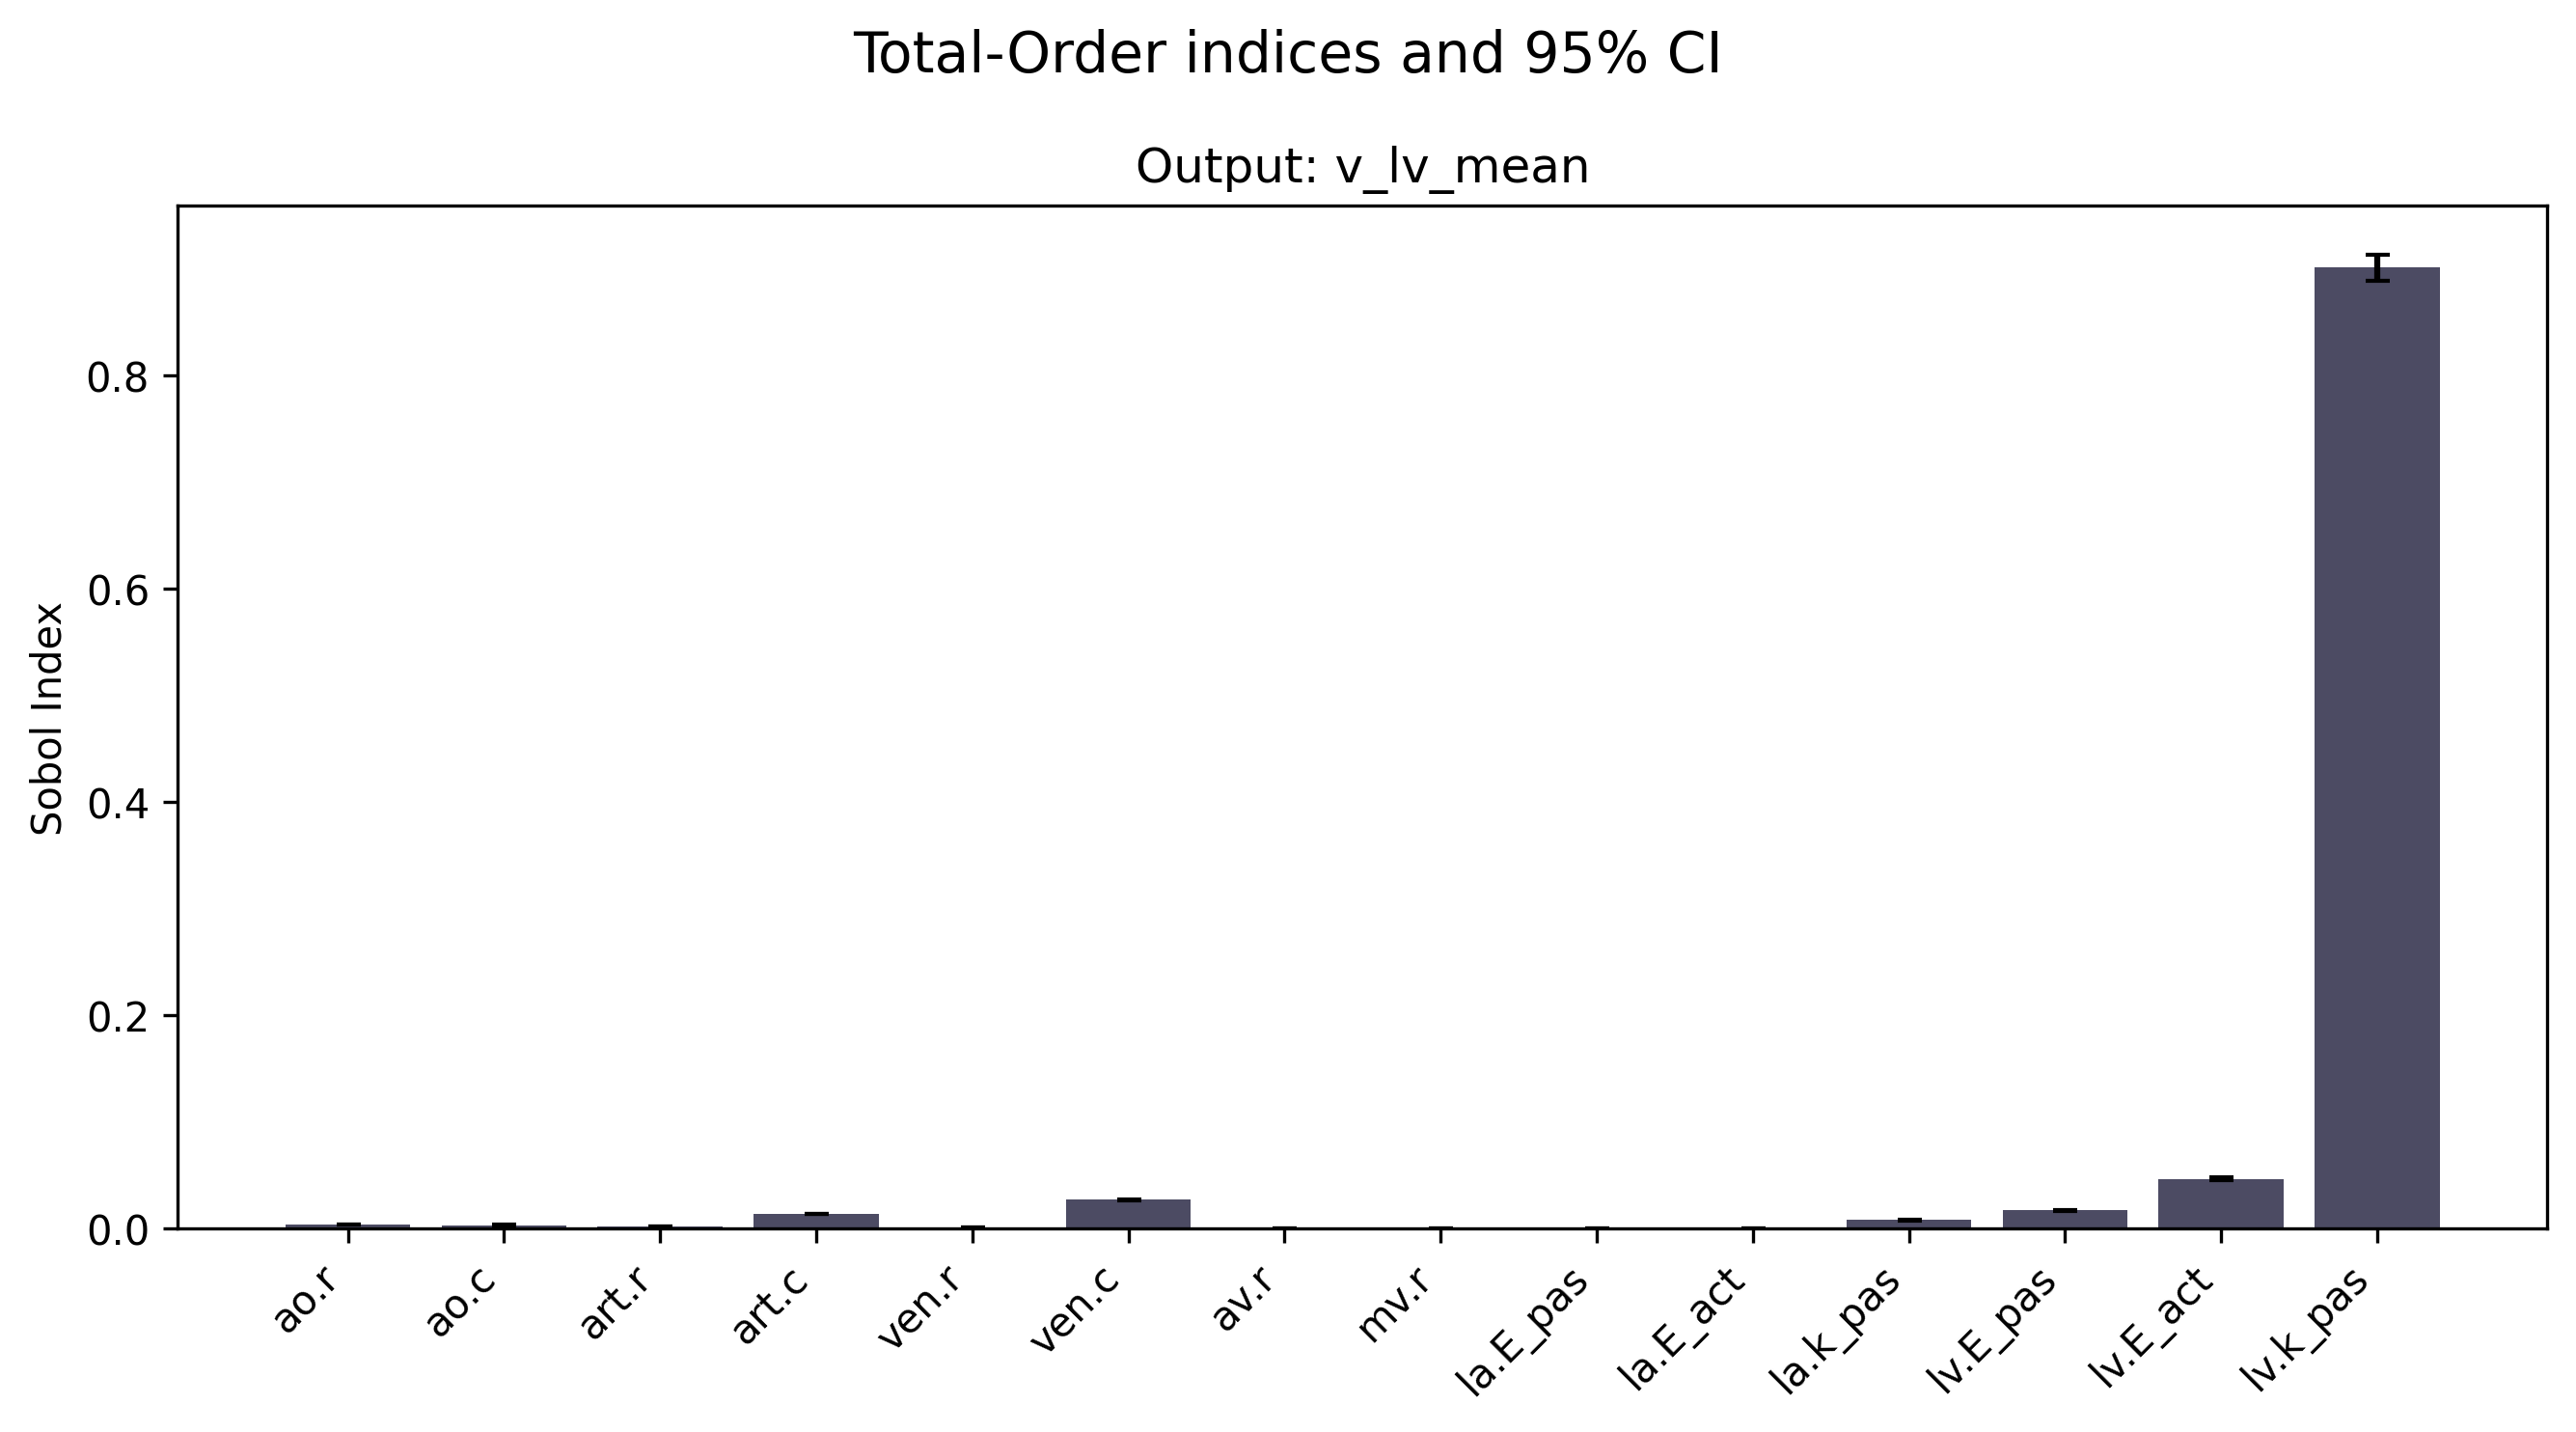 Total-Order indices and 95% CI
Output: v_lv_mean
Sobol Index
0.8
0.6
0.4
0.2
0.0
ao.r
ao.c
art.r
art.c
ven.r
ven.c
av.r
mv.r
la.E_pas
la.E_act
la.k_pas
lv.E_pas
lv.E_act
lv.k_pas